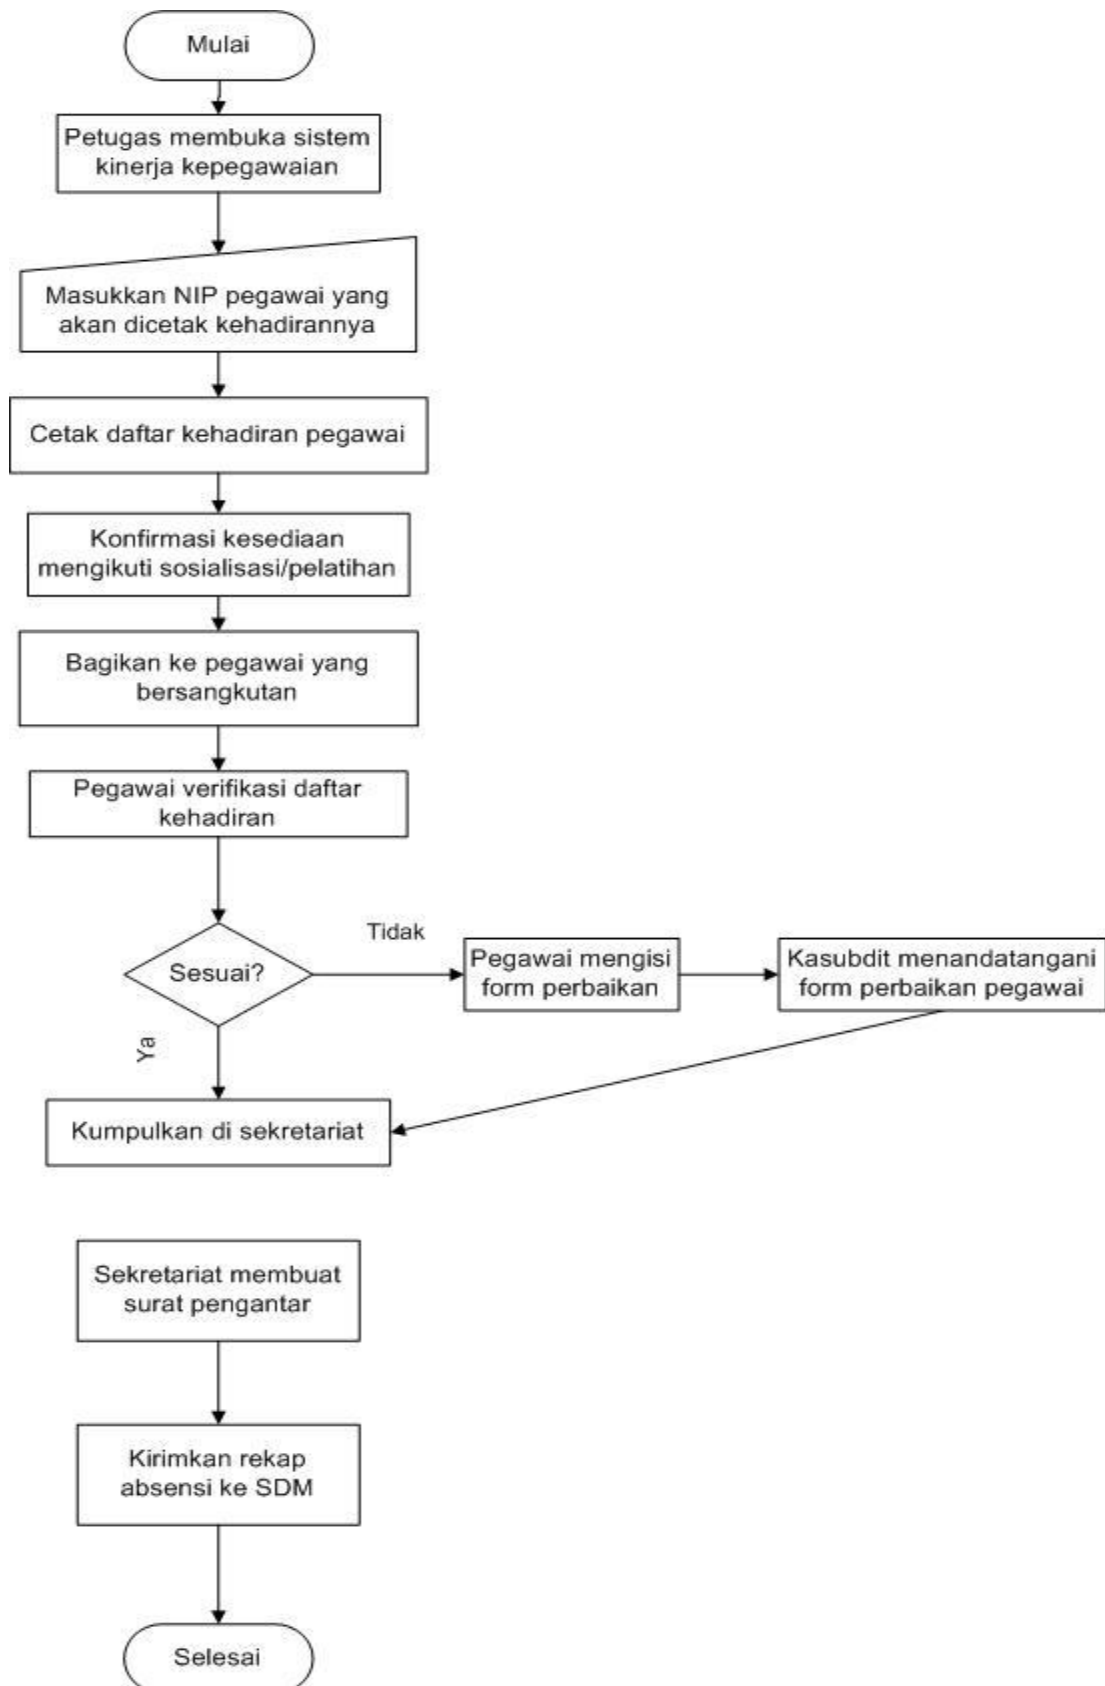 Mulai
Petugas membuka sistem
kinerja kepegawaian
Masukkan NIP pegawai yang
akan dicetak kehadirannya
Cetak daftar kehadiran pegawai
Konfirmasi kesediaan
mengikuti sosialisasi/pelatihan
Bagikan ke pegawai yang
bersangkutan
Pegawai verifikasi daftar
kehadiran
Sesuai?
Tidak
Pegawai mengisi
form perbaikan
Kasubdit menandatangani
form perbaikan pegawai
Ya
Kumpulkan di sekretariat
Sekretariat membuat
surat pengantar
Kirimkan rekap
absensi ke SDM
Selesai